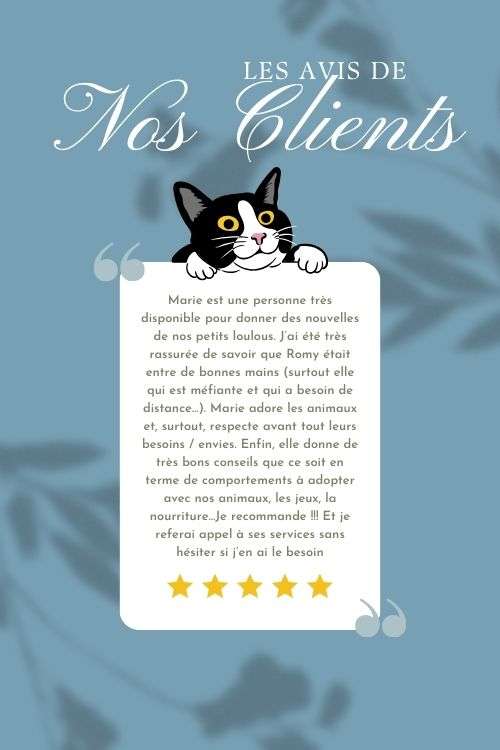 LES AVIS DE
Nos Clients
Marie est une personne très
disponible pour donner des nouvelles
de nos petits loulous. J'ai été très
rassurée de savoir que Romy était
entre de bonnes mains (surtout elle
qui est méfiante et qui a besoin de
distance...). Marie adore les animaux
et, surtout, respecte avant tout leurs
besoins / envies. Enfin, elle donne de
très bons conseils que ce soit en
terme de comportements à adopter
avec nos animaux, les jeux, la
nourriture...Je recommande !!! Et je
referai appel à ses services sans
hésiter si j'en ai le besoin